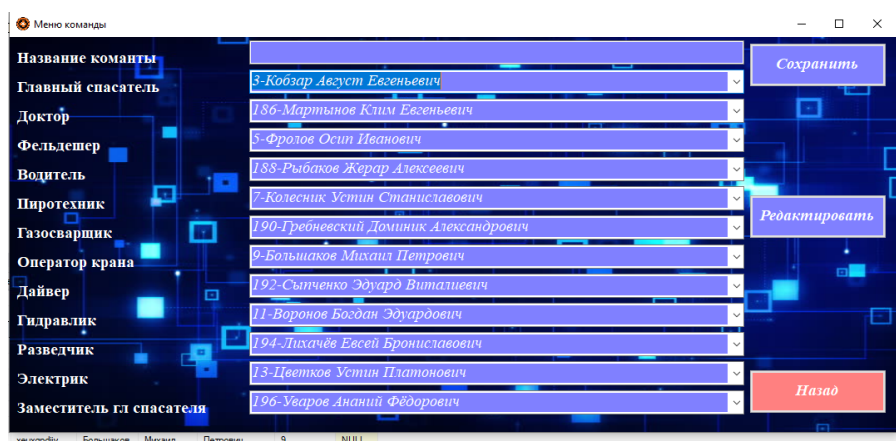 Меню команды
Название команты
Сохранить
Главный спасатель 3-Кобзар Август Евгеньевич
Доктор 186-Мартынов Клим Евгеньевич
Фельдешер 5-Фролов Осип Иванович
Водитель 188-Рыбаков Жерар Алексеевич
Пиротехник 7-Колесник Устин Станиславович
Редактировать
Газосварщик 190-Гребневский Доминик Александрович
Оператор крана 9-Большаков Михаил Петрович
Дайвер 192-Сытченко Эдуард Виталиевич
Гидравлик 11-Воронов Богдан Эдуардович
Разведчик 194-Лихачёв Евсей Брониславович
Электрик 13-Цветков Устин Платонович
Назад
Заместитель гл спасателя 196-Уваров Ананий Фёдорович
Большаков Михаил Петрович 9 NULL